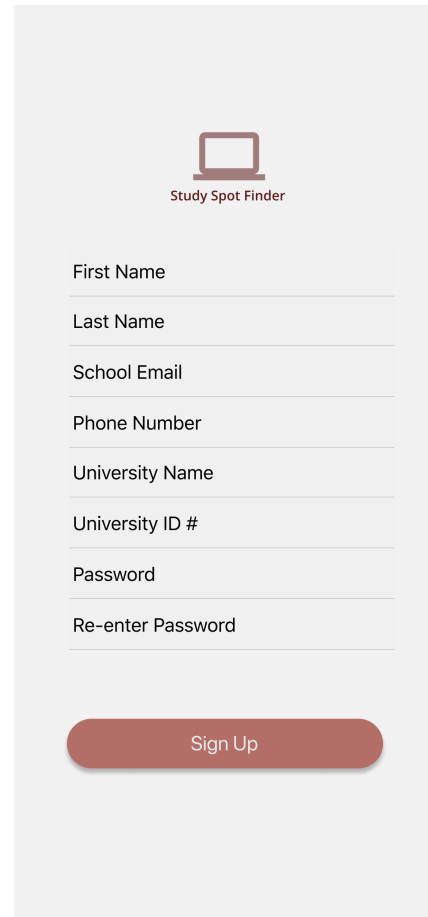 Study Spot Finder
First Name
Last Name
School Email
Phone Number
University Name
University ID #
Password
Re-enter Password
Sign Up